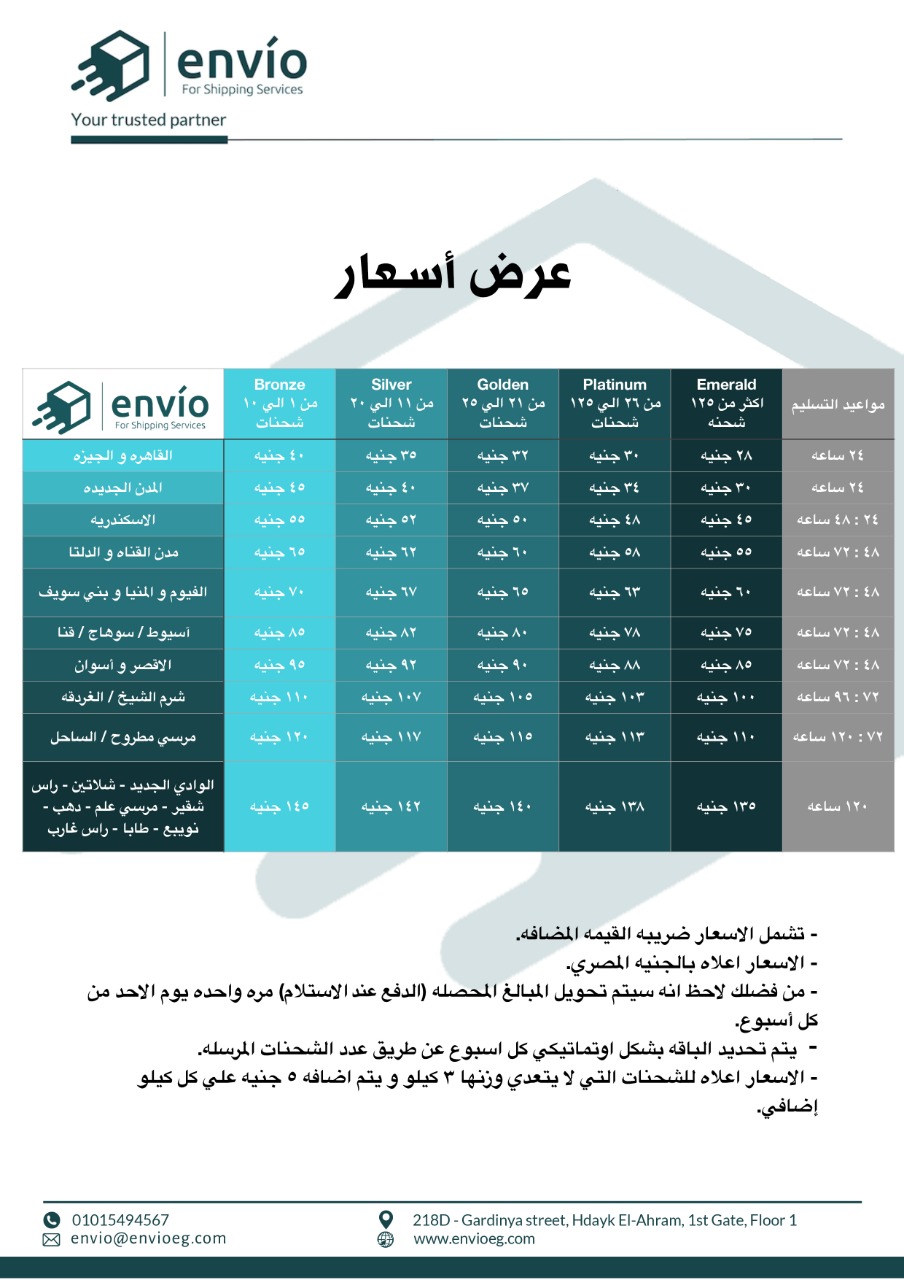 envío
For Shipping Services
Your trusted partner
عرض أسعار
envío
For Shipping Services
Bronze
من ١ الي ١٠
شحنات
Silver
من ١١ الي ٢٠
شحنات
Golden
من ٢١ الي ٢٥
شحنات
Platinum
من ٢٦ الي ١٢٥
شحنات
Emerald
اكثر من ١٢٥
شحنه
مواعيد التسليم
القاهره و الجيزه ٤٠ جنيه ٣٥ جنيه ٣٢ جنيه ٣٠ جنيه ٢٨ جنيه ٢٤ ساعه
المدن الجديده ٤٥ جنيه ٤٠ جنيه ٣٧ جنيه ٣٤ جنيه ٣٠ جنيه ٢٤ ساعه
الاسكندريه ٥٥ جنيه ٥٢ جنيه ٥٠ جنيه ٤٨ جنيه ٤٥ جنيه ٢٤ : ٤٨ ساعه
مدن القناه و الدلتا ٦٥ جنيه ٦٢ جنيه ٦٠ جنيه ٥٨ جنيه ٥٥ جنيه ٤٨ : ٧٢ ساعه
الفيوم و المنيا و بني سويف ٧٠ جنيه ٦٧ جنيه ٦٥ جنيه ٦٣ جنيه ٦٠ جنيه ٤٨ : ٧٢ ساعه
أسيوط / سوهاج / قنا ٨٥ جنيه ٨٢ جنيه ٨٠ جنيه ٧٨ جنيه ٧٥ جنيه ٤٨ : ٧٢ ساعه
الاقصر و أسوان ٩٥ جنيه ٩٢ جنيه ٩٠ جنيه ٨٨ جنيه ٨٥ جنيه ٤٨ : ٧٢ ساعه
شرم الشيخ / الغردقه ١١٠ جنيه ١٠٧ جنيه ١٠٥ جنيه ١٠٣ جنيه ١٠٠ جنيه ٧٢ : ٩٦ ساعه
مرسي مطروح / الساحل ١٢٠ جنيه ١١٧ جنيه ١١٥ جنيه ١١٣ جنيه ١١٠ جنيه ٧٢ : ١٢٠ ساعه
الوادي الجديد - شلاتين - راس
شقير - مرسي علم - دهب -
نويبع - طابا - راس غارب
١٤٥ جنيه ١٤٢ جنيه ١٤٠ جنيه ١٣٨ جنيه ١٣٥ جنيه ١٢٠ ساعه
- تشمل الاسعار ضريبه القيمه المضافه.
- الاسعار اعلاه بالجنيه المصري.
- من فضلك لاحظ انه سيتم تحويل المبالغ المحصله (الدفع عند الاستلام) مره واحده يوم الاحد من
كل أسبوع.
- يتم تحديد الباقه بشكل اوتماتيكي كل اسبوع عن طريق عدد الشحنات المرسله.
- الاسعار اعلاه للشحنات التي لا يتعدي وزنها ٣ كيلو و يتم اضافه ٥ جنيه علي كل كيلو
إضافي.
01015494567
218D - Gardinya street, Hdayk El-Ahram, 1st Gate, Floor 1
envio@envioeg.com
www.envioeg.com